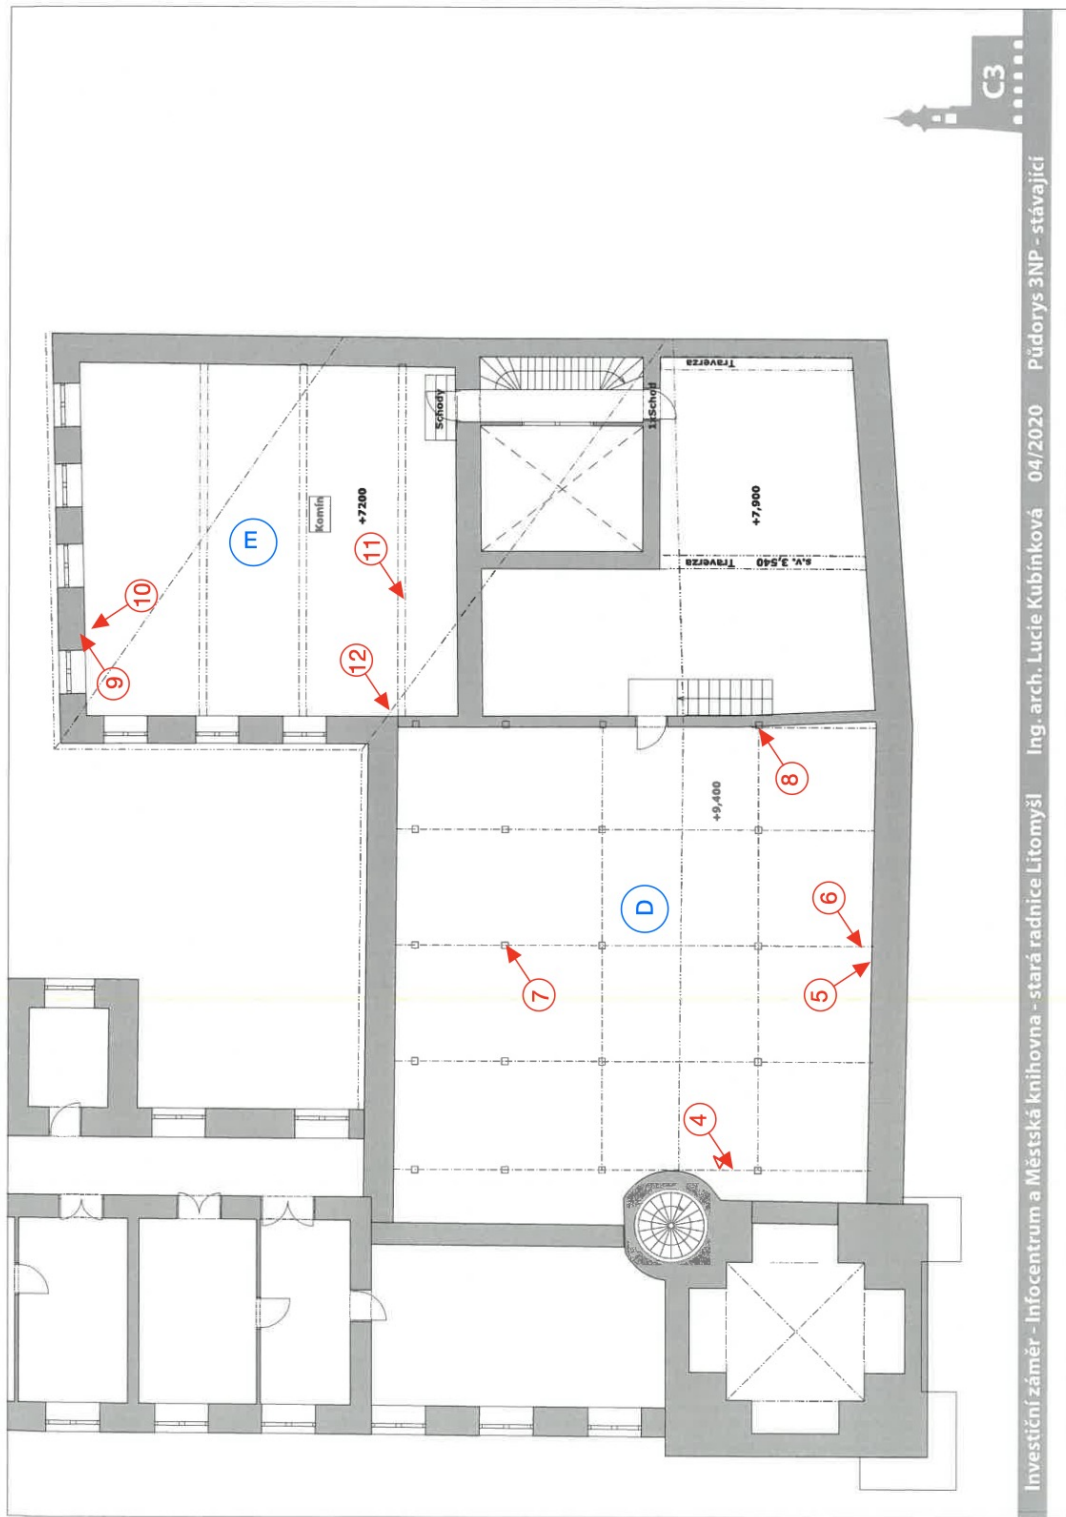 C3
Investiční záměr - Infocentrum a Městská knihovna - stará radnice Litomyšl Ing. arch. Lucie Kubínková 04/2020 Půdorys 3NP - stávající
9
10
E
Komín
+7200
11
12
Schody
1xSchod
Traverza
Traverza
s.v. 3,540
+7,900
+9,400
8
D
7
6
5
4